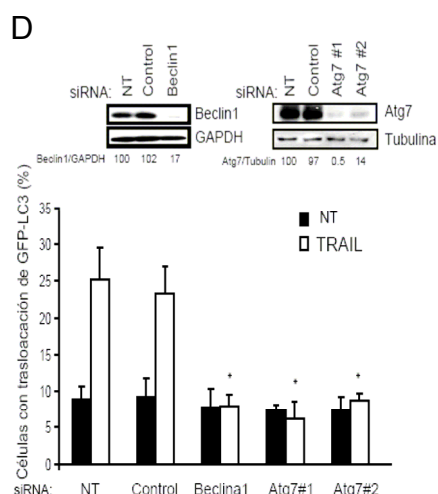 D
siRNA: NT Control Beclin1
Beclin1
GAPDH
Beclin1/GAPDH 100 102 17
siRNA: NT Control Atg7 #1 Atg7 #2
Atg7
Tubulina
Atg7/Tubulin 100 97 0.5 14
Células con trasloacación de GFP-LC3 (%)
35
30
25
20
15
10
5
0
NT
TRAIL
+ + +
siRNA: NT Control Beclina1 Atg7#1 Atg7#2